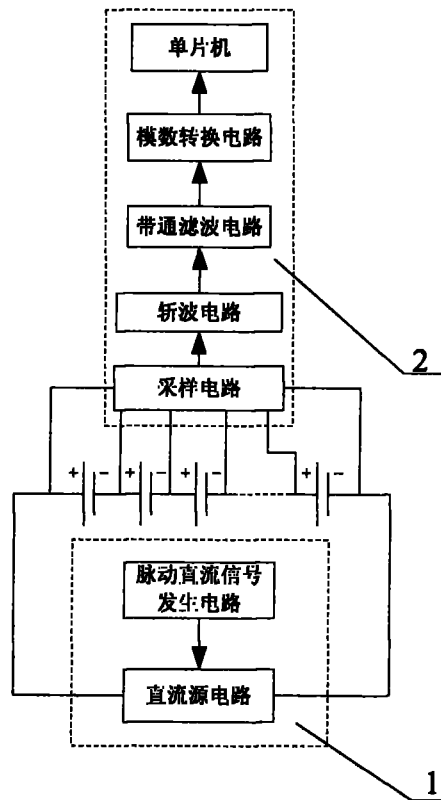 单片机
模数转换电路
带通滤波电路
斩波电路
2
采样电路
+ - + - + - + -
脉动直流信号
发生电路
直流源电路
1